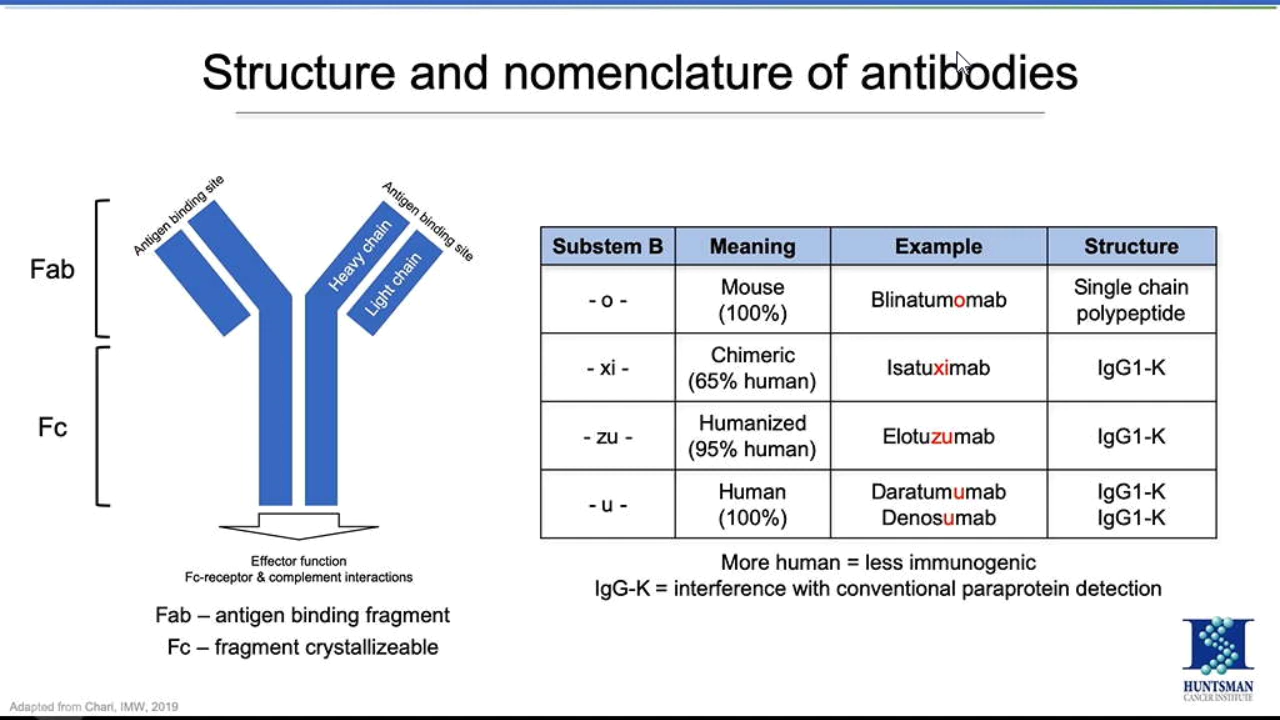 Structure and nomenclature of antibodies
Fab
Fc
Antigen binding site
Antigen binding site
Heavy chain
Light chain
Effector function
Fc-receptor & complement interactions
Fab – antigen binding fragment
Fc – fragment crystallizeable
Substem B Meaning Example Structure
- o - Mouse (100%) Blinatumomab Single chain polypeptide
- xi - Chimeric (65% human) Isatuximab IgG1-K
- zu - Humanized (95% human) Elotuzumab IgG1-K
- u - Human (100%) Daratumumab Denosumab IgG1-K IgG1-K
More human = less immunogenic
IgG-K = interference with conventional paraprotein detection
HUNTSMAN
CANCER INSTITUTE
Adapted from Chari, IMW, 2019